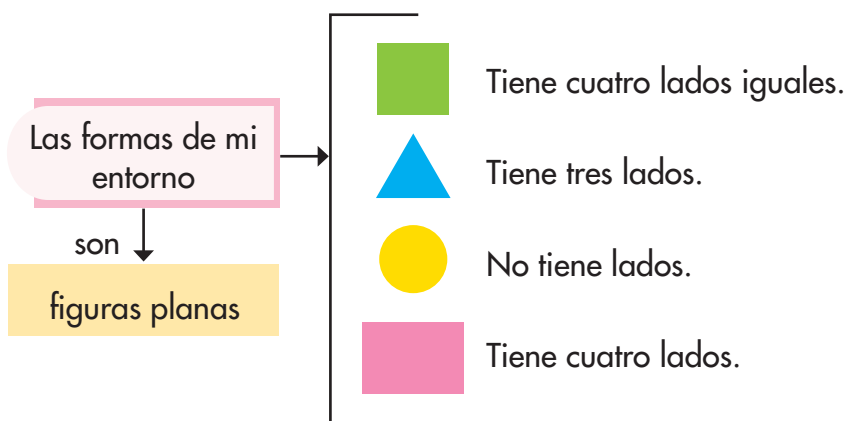 Las formas de mi
entorno
son
figuras planas
Tiene cuatro lados iguales.
Tiene tres lados.
No tiene lados.
Tiene cuatro lados.